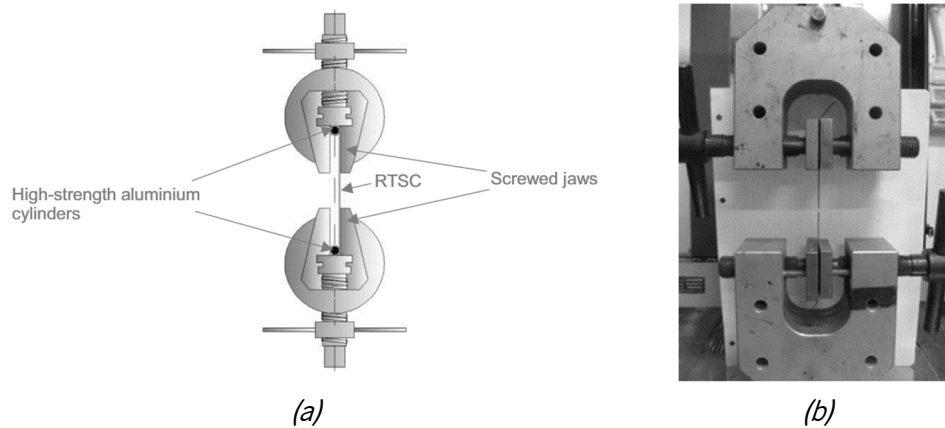 High-strength aluminium
cylinders
RTSC
Screwed jaws
(a)
(b)